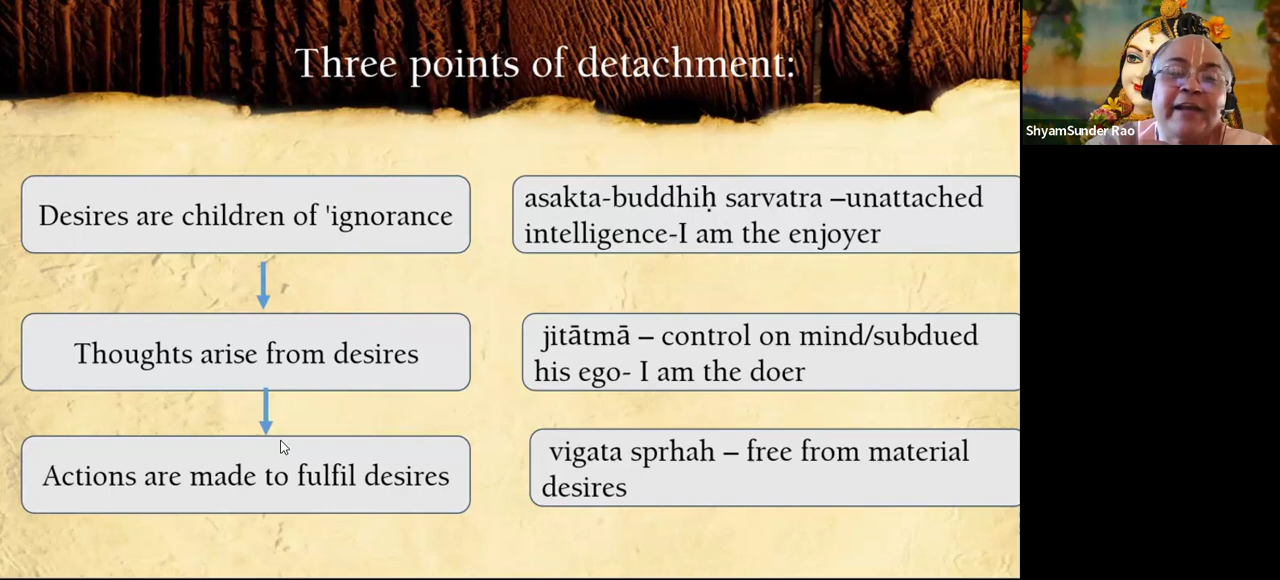 Three points of detachment:
Desires are children of 'ignorance
asakta-buddhiḥ sarvatra –unattached
intelligence-I am the enjoyer
Thoughts arise from desires
jitātmā – control on mind/subdued
his ego- I am the doer
Actions are made to fulfil desires
vigata sprhah – free from material
desires
ShyamSunder Rao